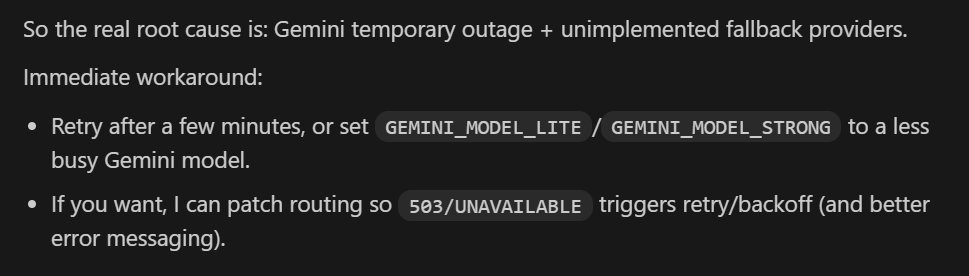 So the real root cause is: Gemini temporary outage + unimplemented fallback providers.
Immediate workaround:
• Retry after a few minutes, or set GEMINI_MODEL_LITE / GEMINI_MODEL_STRONG to a less
busy Gemini model.
• If you want, I can patch routing so 503/UNAVAILABLE triggers retry/backoff (and better
error messaging).